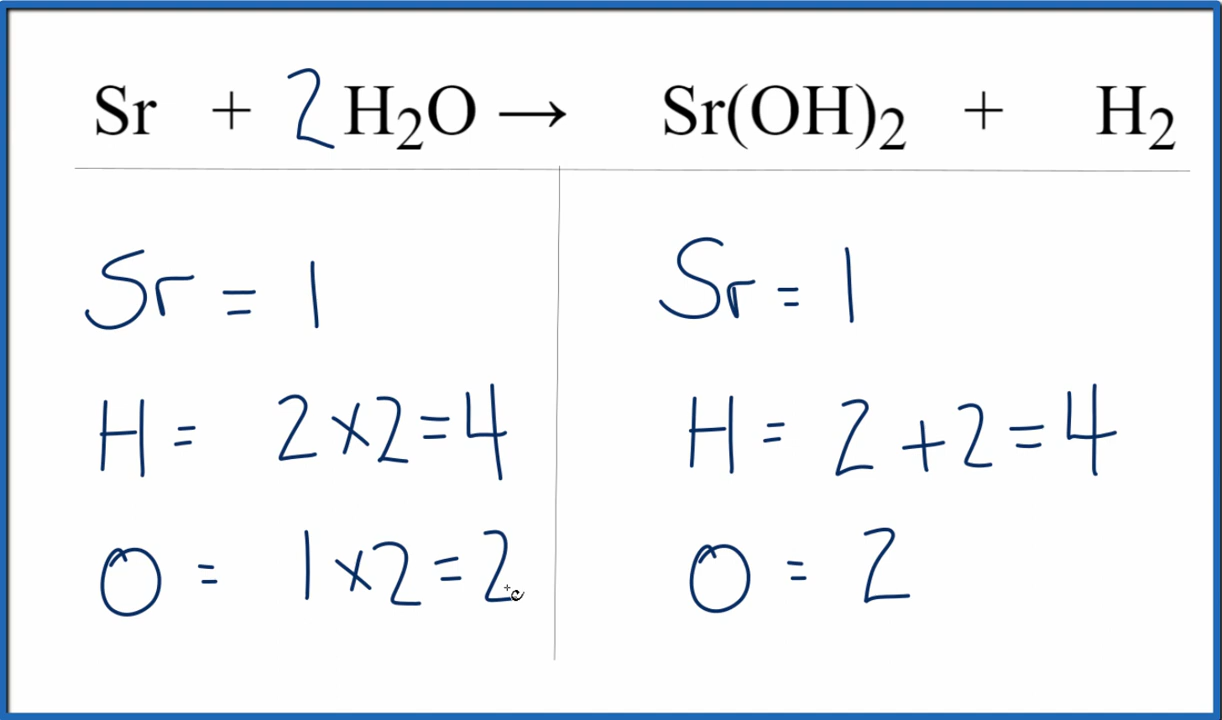 Sr + 2 H₂O → Sr(OH)₂ + H₂
Sr = 1
H = 2 × 2 = 4
O = 1 × 2 = 2
Sr = 1
H = 2 + 2 = 4
O = 2